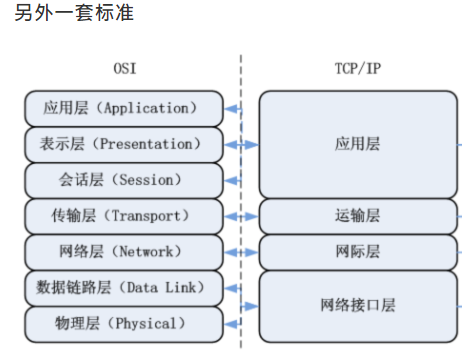 另外一套标准
OSI
TCP/IP
应用层（Application）
表示层（Presentation）
会话层（Session）
传输层（Transport）
网络层（Network）
数据链路层（Data Link）
物理层（Physical）
应用层
运输层
网际层
网络接口层